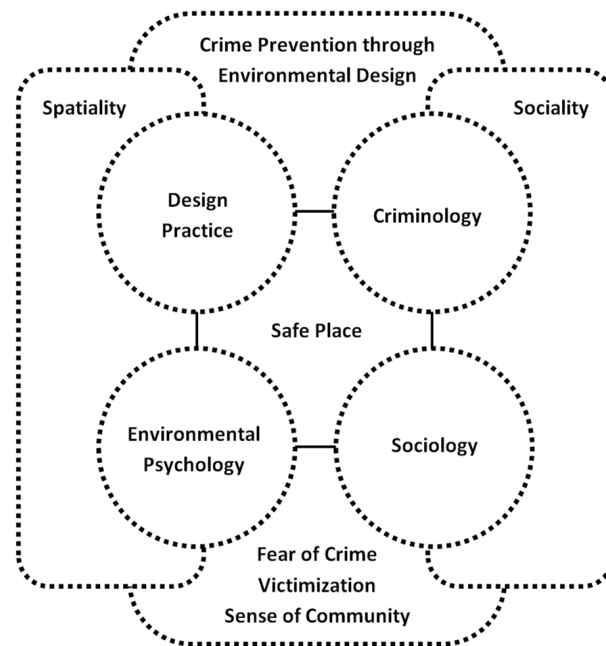 Crime Prevention through
Environmental Design
Spatiality
Sociality
Design
Practice
Criminology
Safe Place
Environmental
Psychology
Sociology
Fear of Crime
Victimization
Sense of Community